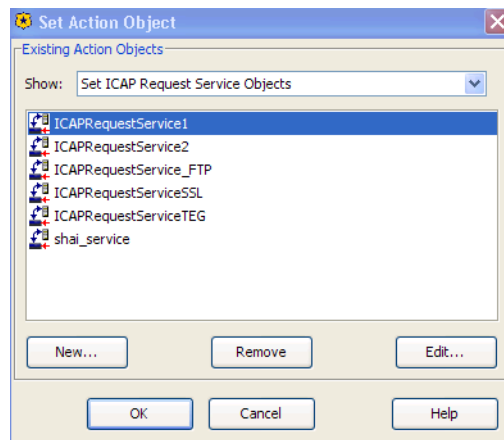 Set Action Object
Existing Action Objects
Show: Set ICAP Request Service Objects
ICAPRequestService1
ICAPRequestService2
ICAPRequestService_FTP
ICAPRequestServiceSSL
ICAPRequestServiceTEG
shai_service
New... Remove Edit...
OK Cancel Help